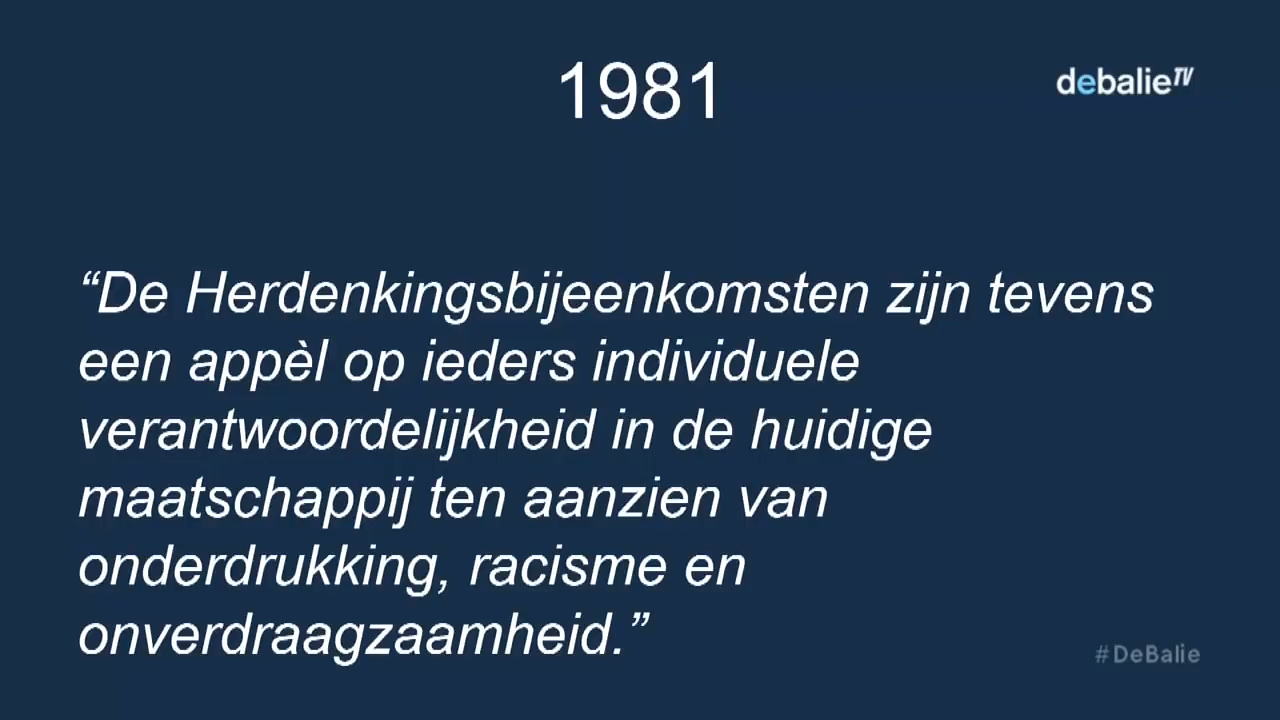 1981
debalieTV
“De Herdenkingsbijeenkomsten zijn tevens
een appèl op ieders individuele
verantwoordelijkheid in de huidige
maatschappij ten aanzien van
onderdrukking, racisme en
onverdraagzaamheid.”
#DeBalie